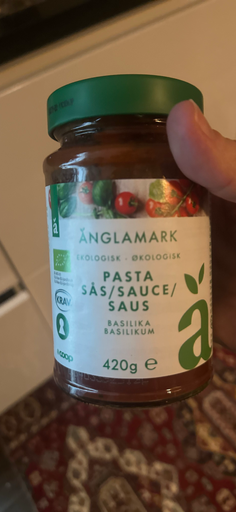 ÄNGLAMARK
EKOLOGISK · ØKOLOGISK
PASTA
SÅS/SAUCE/
SAUS
BASILIKA
BASILIKUM
KRAV
coop
420g e
ä